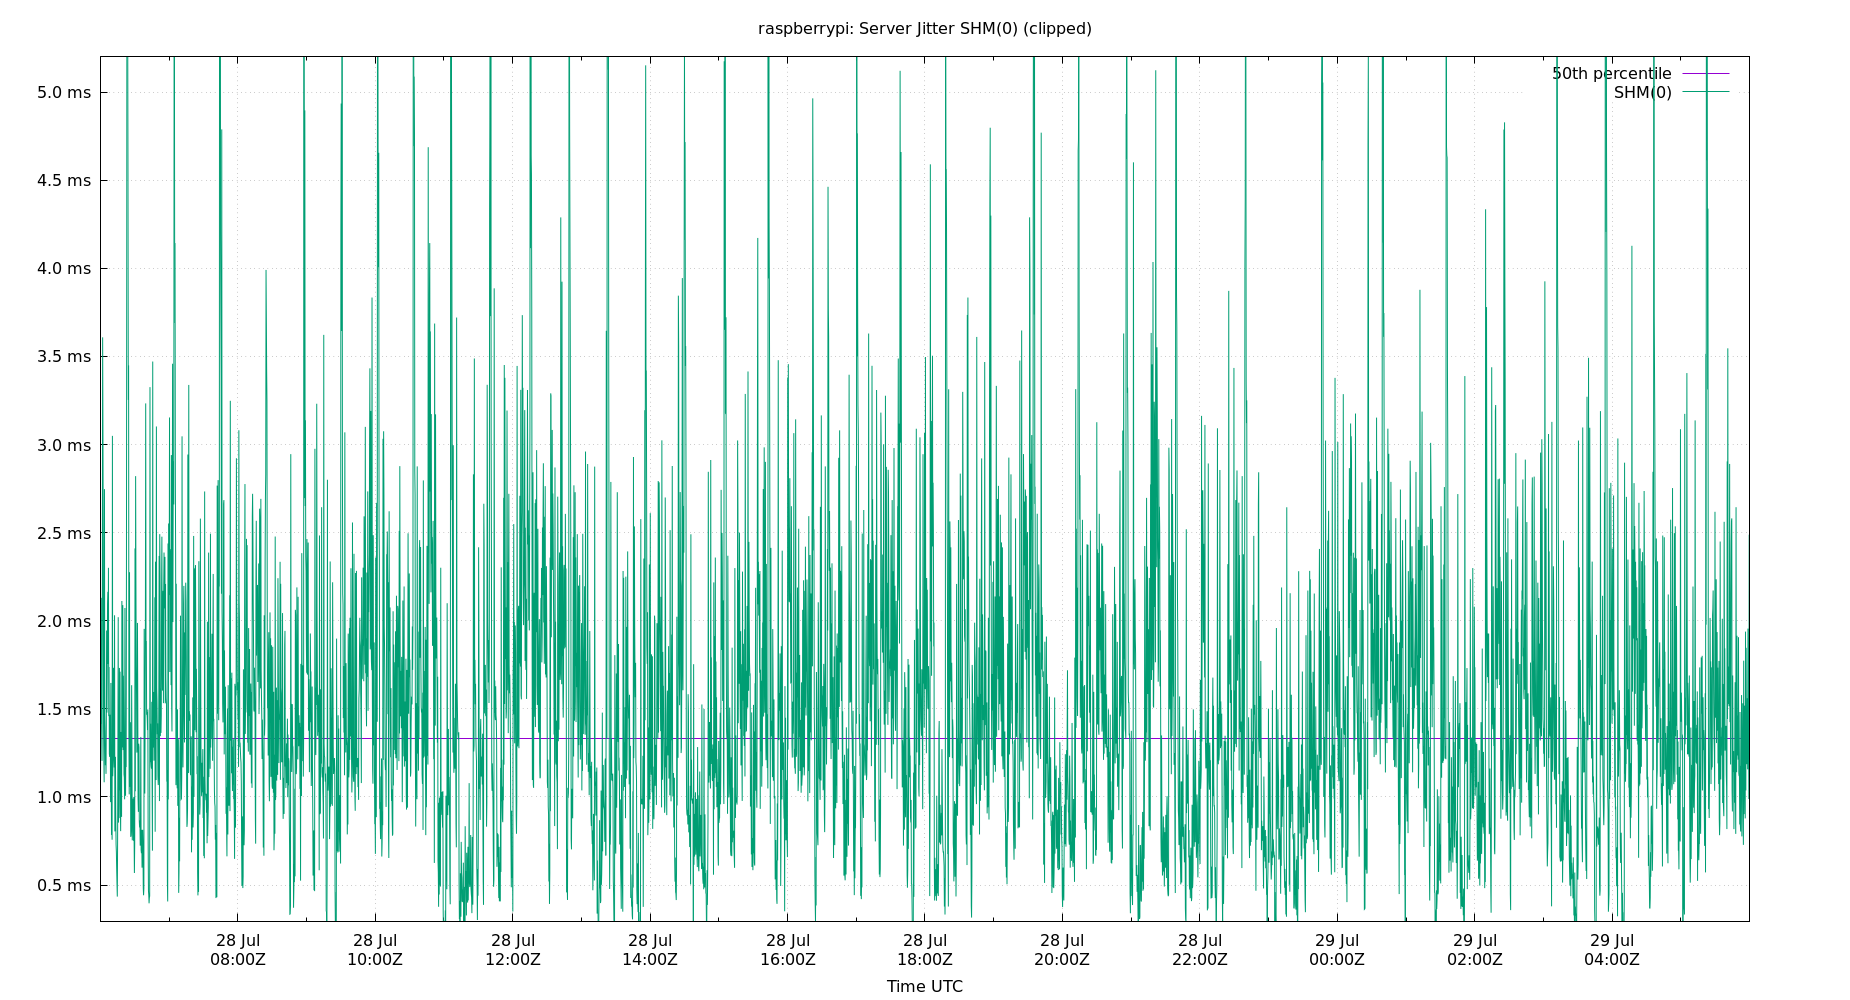 raspberrypi: Server Jitter SHM(0) (clipped)
50th percentile
SHM(0)
5.0 ms
4.5 ms
4.0 ms
3.5 ms
3.0 ms
2.5 ms
2.0 ms
1.5 ms
1.0 ms
0.5 ms
28 Jul 28 Jul 28 Jul 28 Jul 28 Jul 28 Jul 28 Jul 28 Jul 29 Jul 29 Jul 29 Jul
08:00Z 10:00Z 12:00Z 14:00Z 16:00Z 18:00Z 20:00Z 22:00Z 00:00Z 02:00Z 04:00Z
Time UTC